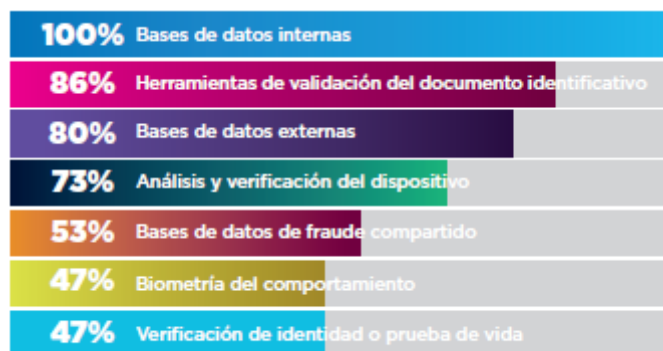 100% Bases de datos internas
86% Herramientas de validación del documento identificativo
80% Bases de datos externas
73% Análisis y verificación del dispositivo
53% Bases de datos de fraude compartido
47% Biometría del comportamiento
47% Verificación de identidad o prueba de vida